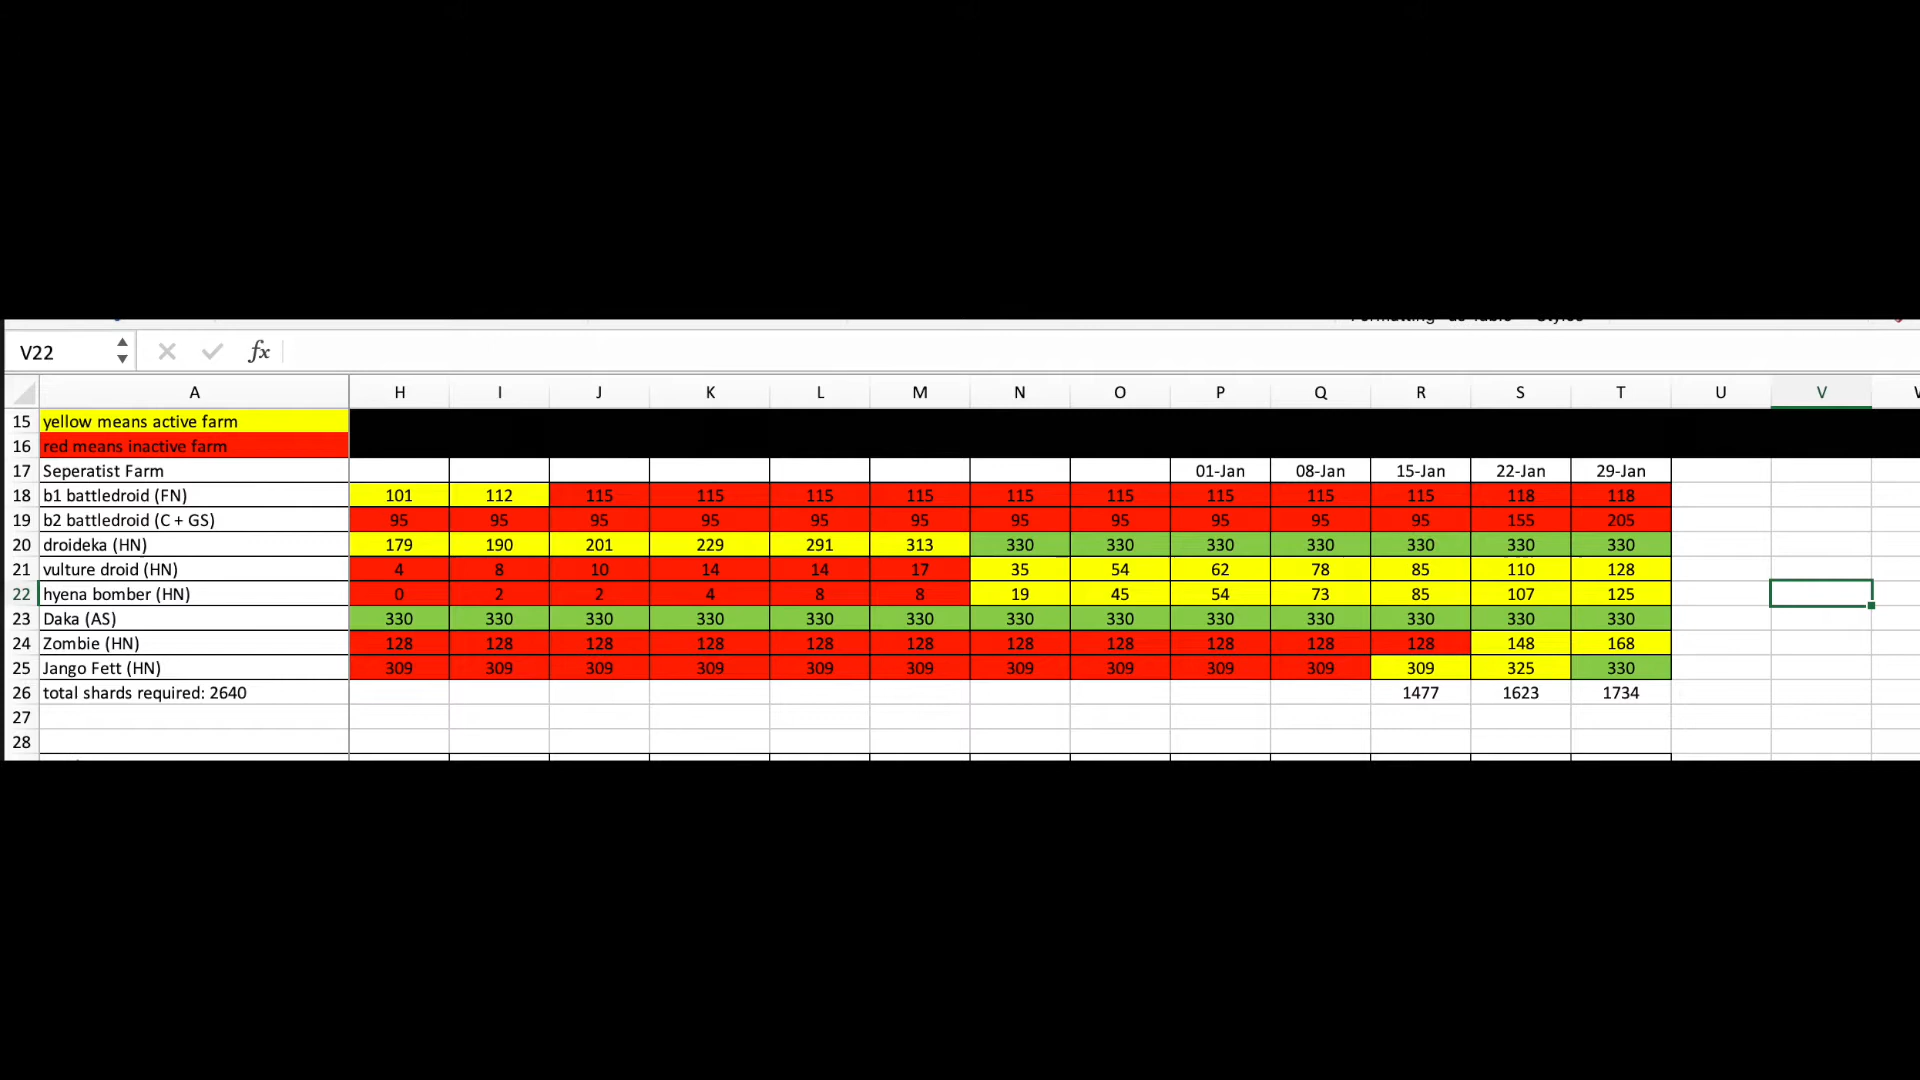 V22 fx
A H I J K L M N O P Q R S T U V
15 yellow means active farm
16 red means inactive farm
17 Seperatist Farm 01-Jan 08-Jan 15-Jan 22-Jan 29-Jan
18 b1 battledroid (FN) 101 112 115 115 115 115 115 115 115 115 115 118 118
19 b2 battledroid (C + GS) 95 95 95 95 95 95 95 95 95 95 95 155 205
20 droideka (HN) 179 190 201 229 291 313 330 330 330 330 330 330 330
21 vulture droid (HN) 4 8 10 14 14 17 35 54 62 78 85 110 128
22 hyena bomber (HN) 0 2 2 4 8 8 19 45 54 73 85 107 125
23 Daka (AS) 330 330 330 330 330 330 330 330 330 330 330 330 330
24 Zombie (HN) 128 128 128 128 128 128 128 128 128 128 128 148 168
25 Jango Fett (HN) 309 309 309 309 309 309 309 309 309 309 309 325 330
26 total shards required: 2640 1477 1623 1734
27
28